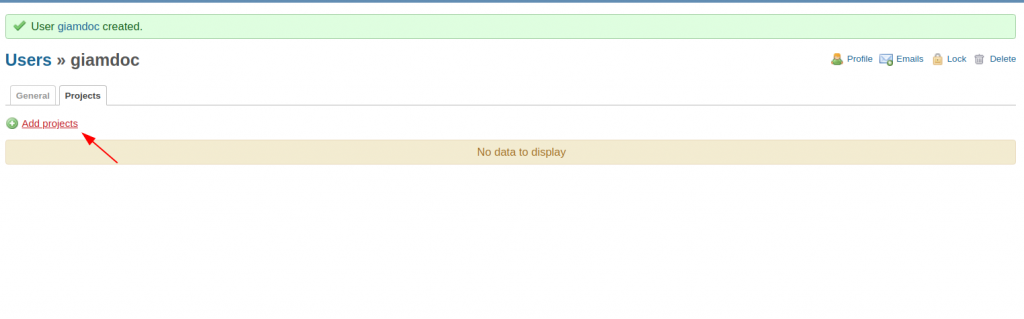 User giamdoc created.
Users » giamdoc
Profile Emails Lock Delete
General Projects
Add projects
No data to display